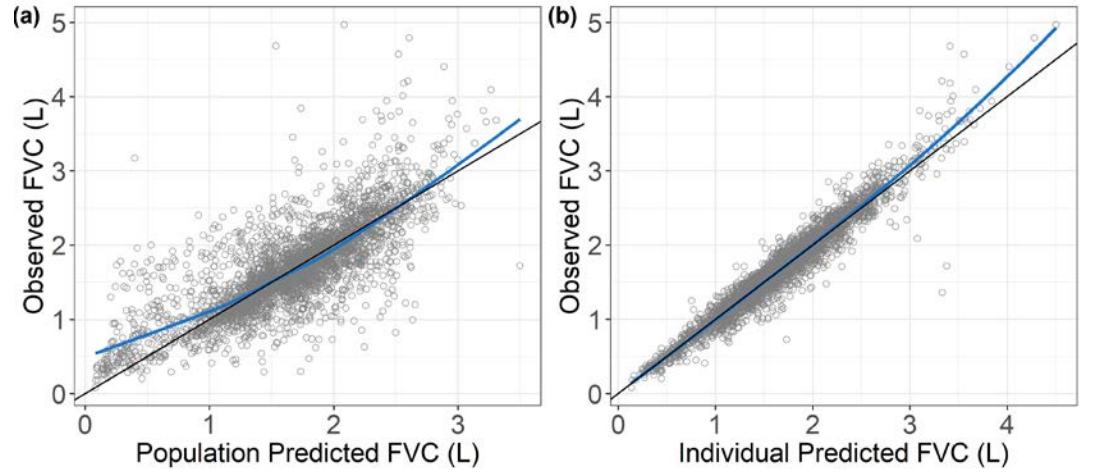 (a)
Observed FVC (L)
5
4
3
2
1
0
0 1 2 3
Population Predicted FVC (L)
(b)
Observed FVC (L)
5
4
3
2
1
0
0 1 2 3 4
Individual Predicted FVC (L)